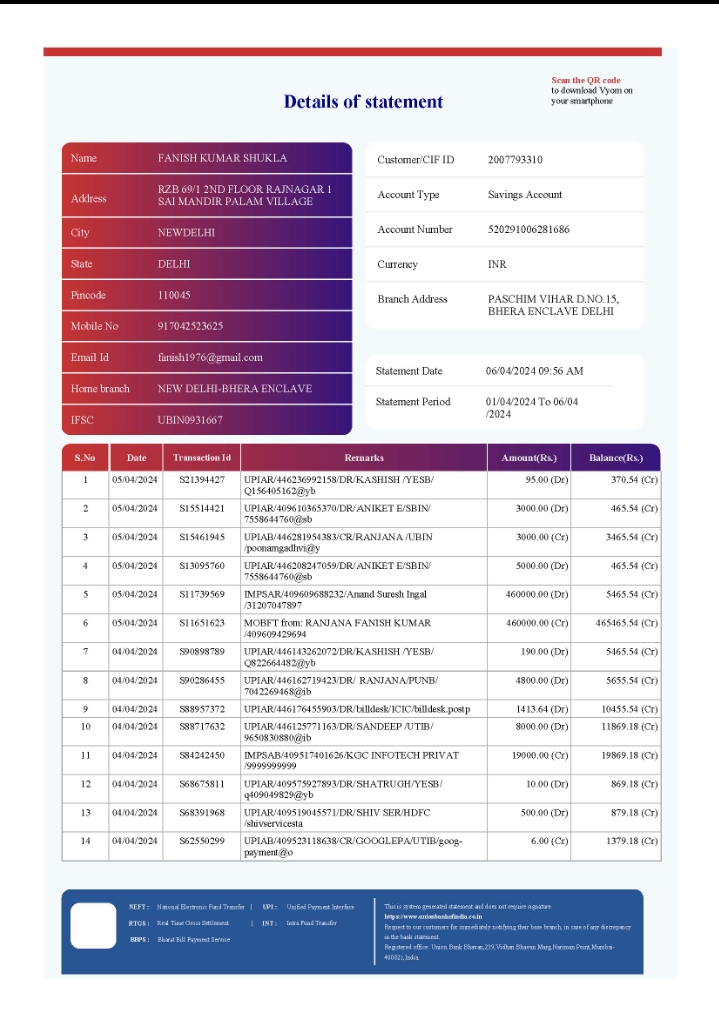 Scan the QR code
to download Vyom on
your smartphone
Details of statement
Name FANISH KUMAR SHUKLA
Address RZB 69/1 2ND FLOOR RAJNAGAR 1
SAI MANDIR PALAM VILLAGE
City NEWDELHI
State DELHI
Pincode 110045
Mobile No 917042523625
Email Id fanish1976@gmail.com
Home branch NEW DELHI-BHERA ENCLAVE
IFSC UBIN0931667
Customer/CIF ID 2007793310
Account Type Savings Account
Account Number 520291006281686
Currency INR
Branch Address PASCHIM VIHAR D.NO.15,
BHERA ENCLAVE DELHI
Statement Date 06/04/2024 09:56 AM
Statement Period 01/04/2024 To 06/04
/2024
S.No Date Transaction Id Remarks Amount(Rs.) Balance(Rs.)
1 05/04/2024 S21394427 UPIAR/446236992158/DR/KASHISH /YESB/ 95.00 (Dr) 370.54 (Cr)
Q156405162@yb
2 05/04/2024 S15514421 UPIAR/409610365370/DR/ANIKET E/SBIN/ 3000.00 (Dr) 465.54 (Cr)
7558644760@sb
3 05/04/2024 S15461945 UPIAB/446281954383/CR/RANJANA /UBIN 3000.00 (Cr) 3465.54 (Cr)
/poonamgadhvi@y
4 05/04/2024 S13095760 UPIAR/446208247059/DR/ANIKET E/SBIN/ 5000.00 (Dr) 465.54 (Cr)
7558644760@sb
5 05/04/2024 S11739569 IMPSAR/409609688232/Anand Suresh Ingal 460000.00 (Dr) 5465.54 (Cr)
/31207047897
6 05/04/2024 S11651623 MOBFT from: RANJANA FANISH KUMAR 460000.00 (Cr) 465465.54 (Cr)
/409609429694
7 04/04/2024 S90898789 UPIAR/446143262072/DR/KASHISH /YESB/ 190.00 (Dr) 5465.54 (Cr)
Q822664482@yb
8 04/04/2024 S90286455 UPIAR/446162719423/DR/ RANJANA/PUNB/ 4800.00 (Dr) 5655.54 (Cr)
7042269468@ib
9 04/04/2024 S88957372 UPIAR/446176455903/DR/billdesk/ICIC/billdesk.postp 1413.64 (Dr) 10455.54 (Cr)
10 04/04/2024 S88717632 UPIAR/446125771163/DR/SANDEEP /UTIB/ 8000.00 (Dr) 11869.18 (Cr)
9650830880@ib
11 04/04/2024 S84242450 IMPSAB/409517401626/KGC INFOTECH PRIVAT 19000.00 (Cr) 19869.18 (Cr)
/9999999999
12 04/04/2024 S68675811 UPIAR/409575927893/DR/SHATRUGH/YESB/ 10.00 (Dr) 869.18 (Cr)
q409049829@yb
13 04/04/2024 S68391968 UPIAR/409519045571/DR/SHIV SER/HDFC 500.00 (Dr) 879.18 (Cr)
/shivservicesta
14 04/04/2024 S62550299 UPIAB/409523118638/CR/GOOGLEPA/UTIB/goog- 6.00 (Cr) 1379.18 (Cr)
payment@o
NEFT : National Electronic Fund Transfer | UPI : Unified Payment Interface
RTGS : Real Time Gross Settlement | INT : Intra Fund Transfer
BBPS : Bharat Bill Payment Service
This is system generated statement and does not require signature
https://www.unionbankofindia.co.in
Request to our customers for immediately notifying their base branch, in case of any discrepancy
in the bank statement.
Registered office: Union Bank Bhavan,239,Vidhan Bhavan Marg,Nariman Point,Mumbai-
400021,India.